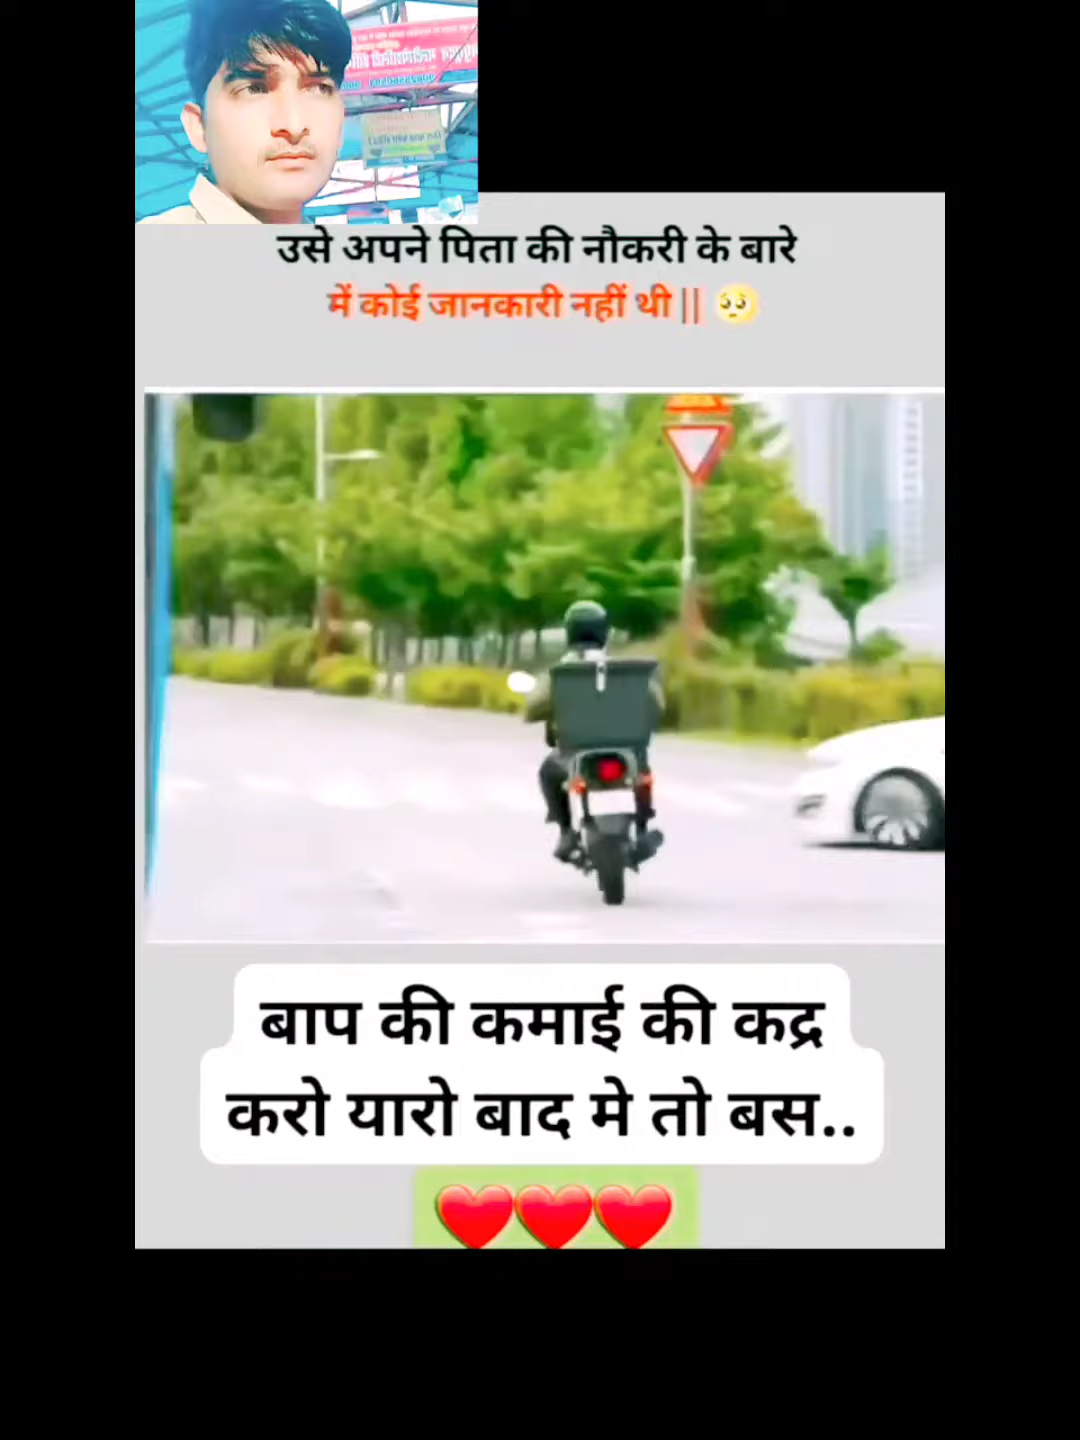 उसे अपने पिता की नौकरी के बारे
में कोई जानकारी नहीं थी || 🥺
बाप की कमाई की कद्र
करो यारो बाद मे तो बस..
❤️❤️❤️